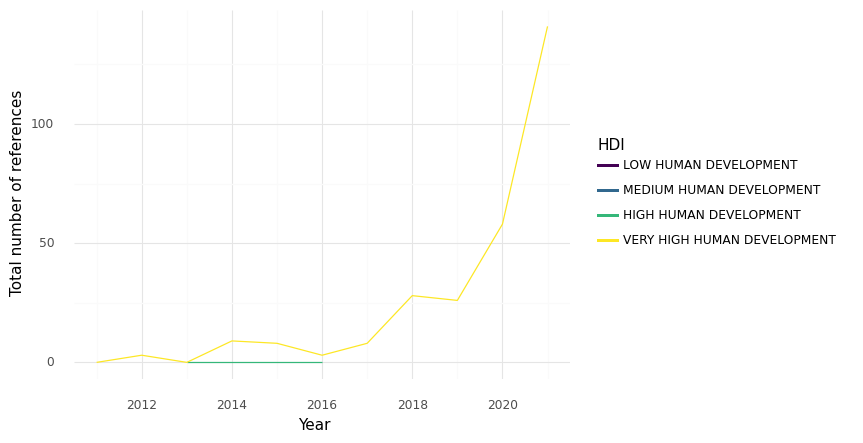 Total number of references
100
50
0
2012 2014 2016 2018 2020
Year
HDI
LOW HUMAN DEVELOPMENT
MEDIUM HUMAN DEVELOPMENT
HIGH HUMAN DEVELOPMENT
VERY HIGH HUMAN DEVELOPMENT